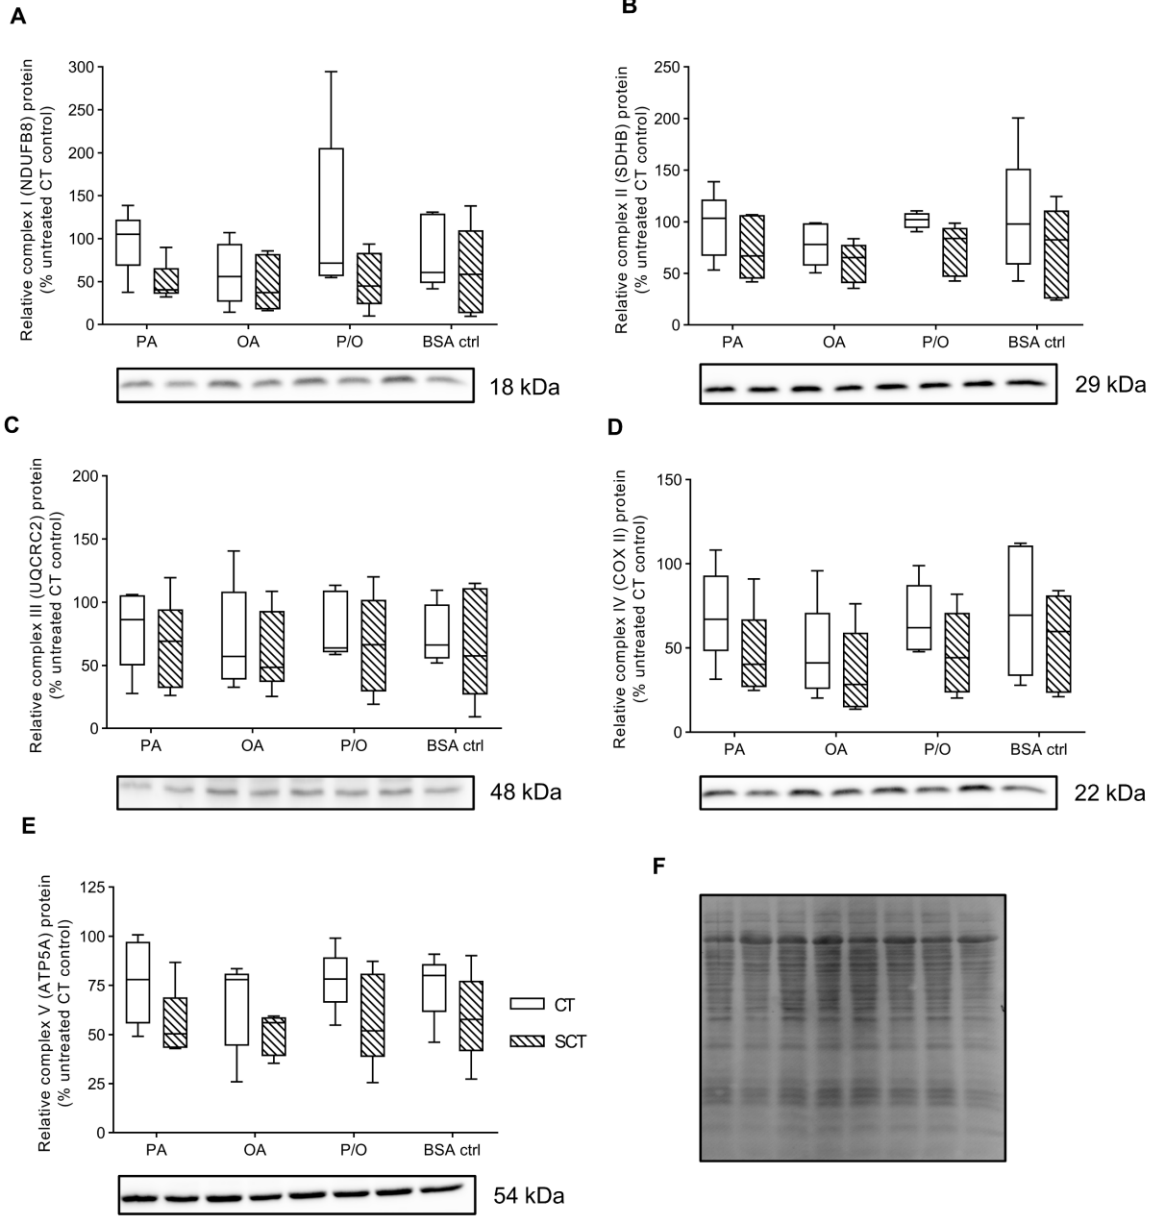 A
Relative complex I (NDUFB8) protein
(% untreated CT control)
300
250
200
150
100
50
0
PA OA P/O BSA ctrl
18 kDa
B
Relative complex II (SDHB) protein
(% untreated CT control)
250
200
150
100
50
0
PA OA P/O BSA ctrl
29 kDa
C
Relative complex III (UQCRC2) protein
(% untreated CT control)
200
150
100
50
0
PA OA P/O BSA ctrl
48 kDa
D
Relative complex IV (COX II) protein
(% untreated CT control)
150
100
50
0
PA OA P/O BSA ctrl
22 kDa
E
Relative complex V (ATP5A) protein
(% untreated CT control)
125
100
75
50
25
0
PA OA P/O BSA ctrl
CT
SCT
54 kDa
F